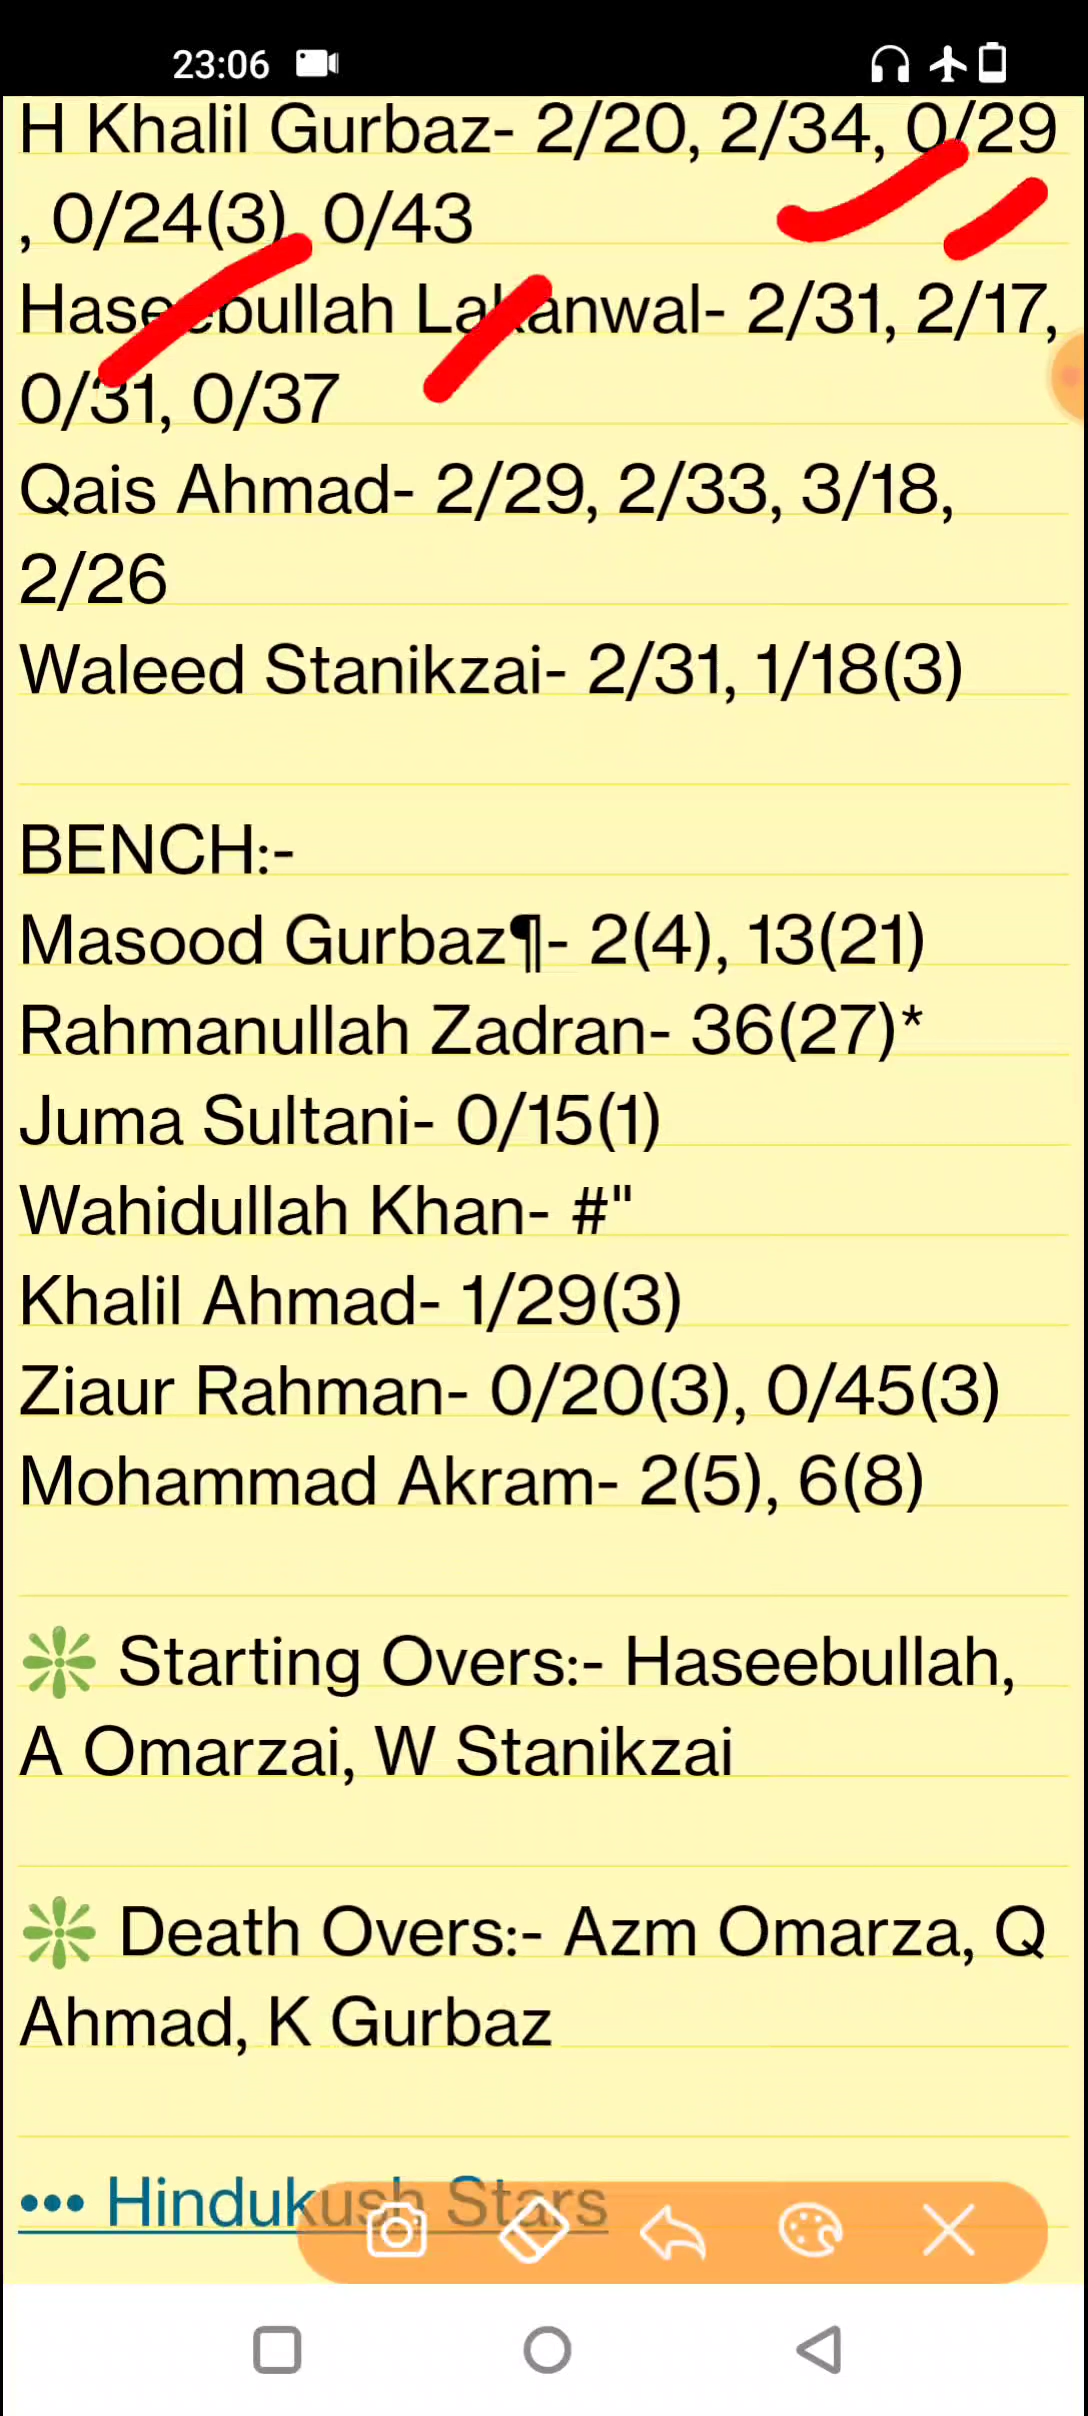 23:06
H Khalil Gurbaz- 2/20, 2/34, 0/29
, 0/24(3), 0/43
Haseebullah Lakanwal- 2/31, 2/17,
0/31, 0/37
Qais Ahmad- 2/29, 2/33, 3/18,
2/26
Waleed Stanikzai- 2/31, 1/18(3)
BENCH:-
Masood Gurbaz¶- 2(4), 13(21)
Rahmanullah Zadran- 36(27)*
Juma Sultani- 0/15(1)
Wahidullah Khan- #"
Khalil Ahmad- 1/29(3)
Ziaur Rahman- 0/20(3), 0/45(3)
Mohammad Akram- 2(5), 6(8)
❇ Starting Overs:- Haseebullah,
A Omarzai, W Stanikzai
❇ Death Overs:- Azm Omarza, Q
Ahmad, K Gurbaz
••• Hindukush Stars